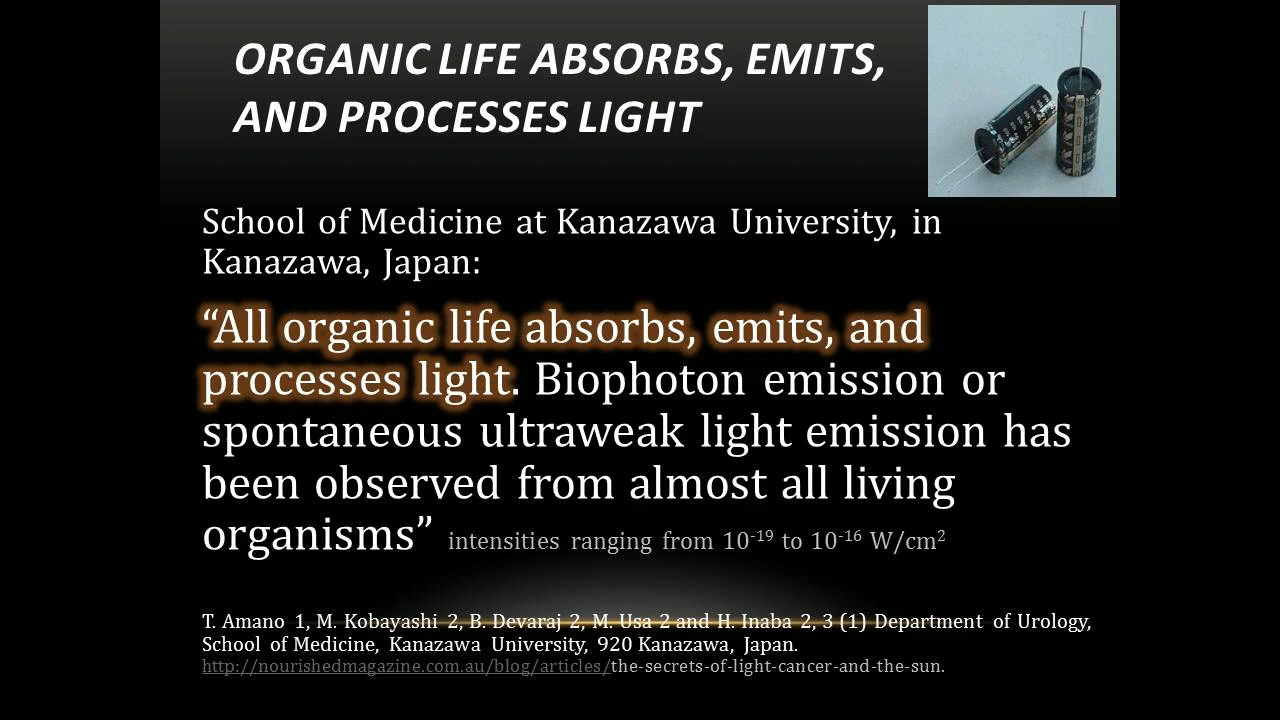 ORGANIC LIFE ABSORBS, EMITS,
AND PROCESSES LIGHT
School of Medicine at Kanazawa University, in
Kanazawa, Japan:
“All organic life absorbs, emits, and
processes light. Biophoton emission or
spontaneous ultraweak light emission has
been observed from almost all living
organisms” intensities ranging from 10⁻¹⁹ to 10⁻¹⁶ W/cm²
T. Amano 1, M. Kobayashi 2, B. Devaraj 2, M. Usa 2 and H. Inaba 2, 3 (1) Department of Urology,
School of Medicine, Kanazawa University, 920 Kanazawa, Japan.
http://nourishedmagazine.com.au/blog/articles/the-secrets-of-light-cancer-and-the-sun.